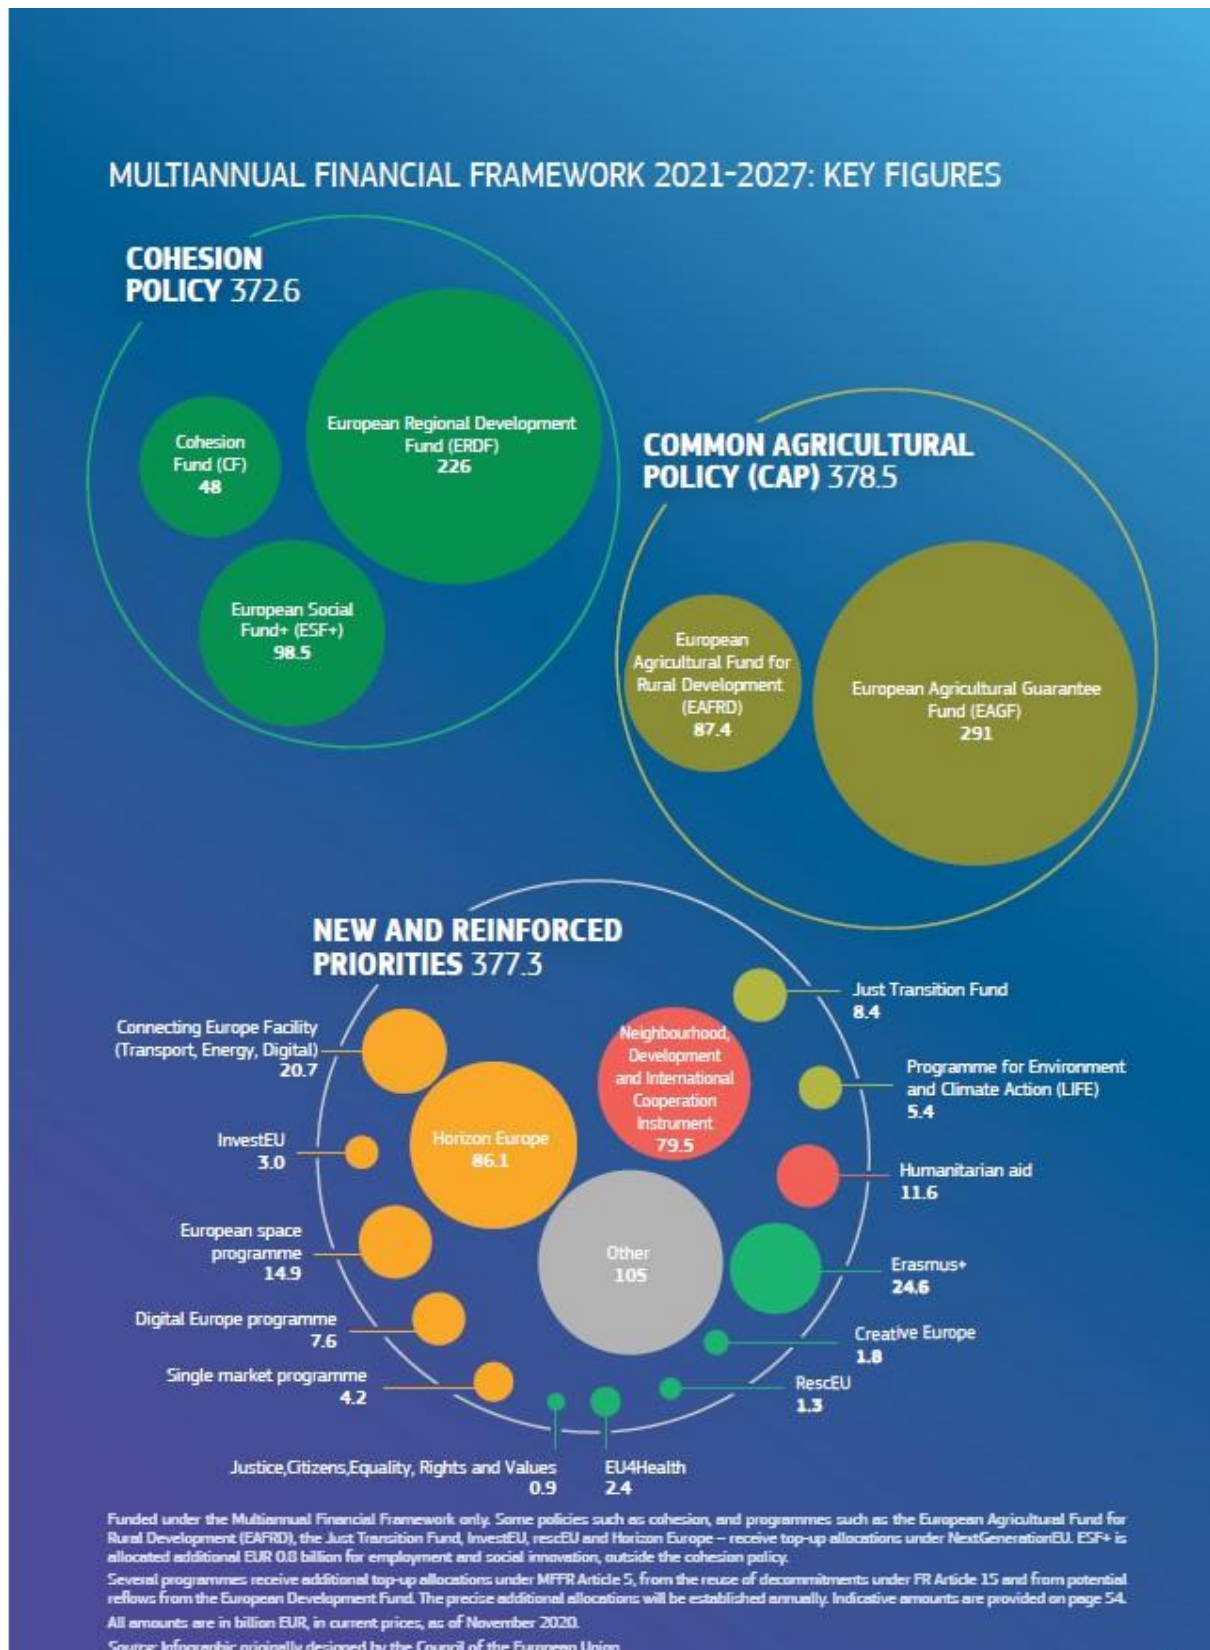 MULTIANNUAL FINANCIAL FRAMEWORK 2021-2027: KEY FIGURES
COHESION
POLICY 372.6
European Regional Development
Fund (ERDF)
226
Cohesion
Fund (CF)
48
European Social
Fund+ (ESF+)
98.5
COMMON AGRICULTURAL
POLICY (CAP) 378.5
European
Agricultural Fund for
Rural Development
(EAFRD)
87.4
European Agricultural Guarantee
Fund (EAGF)
291
NEW AND REINFORCED
PRIORITIES 377.3
Connecting Europe Facility
(Transport, Energy, Digital)
20.7
InvestEU
3.0
European space
programme
14.9
Digital Europe programme
7.6
Single market programme
4.2
Horizon Europe
86.1
Neighbourhood,
Development
and International
Cooperation
Instrument
79.5
Other
105
Just Transition Fund
8.4
Programme for Environment
and Climate Action (LIFE)
5.4
Humanitarian aid
11.6
Erasmus+
24.6
Creative Europe
1.8
RescEU
1.3
Justice,Citizens,Equality, Rights and Values
0.9
EU4Health
2.4
Funded under the Multiannual Financial Framework only. Some policies such as cohesion, and programmes such as the European Agricultural Fund for
Rural Development (EAFRD), the Just Transition Fund, InvestEU, rescEU and Horizon Europe – receive top-up allocations under NextGenerationEU. ESF+ is
allocated additional EUR 0.8 billion for employment and social innovation, outside the cohesion policy.
Several programmes receive additional top-up allocations under MFFR Article 5, from the reuse of decommitments under FR Article 15 and from potential
reflows from the European Development Fund. The precise additional allocations will be established annually. Indicative amounts are provided on page 54.
All amounts are in billion EUR, in current prices, as of November 2020.
Source: Infographic originally designed by the Council of the European Union.